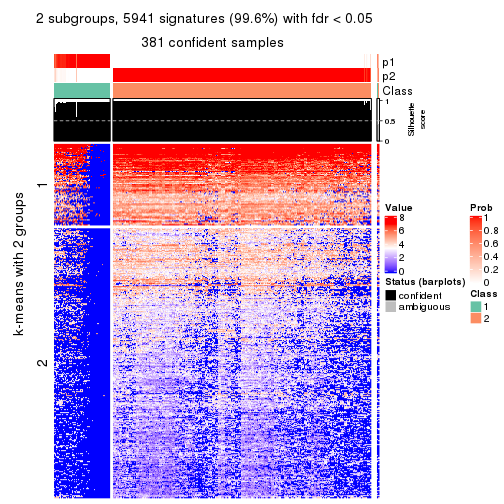 2 subgroups, 5941 signatures (99.6%) with fdr < 0.05
381 confident samples
p1
p2
Class
1
0.5
0
Silhouette
score
k-means with 2 groups
1
2
Value
8
6
4
2
0
Status (barplots)
confident
ambiguous
Prob
1
0.8
0.6
0.4
0.2
0
Class
1
2